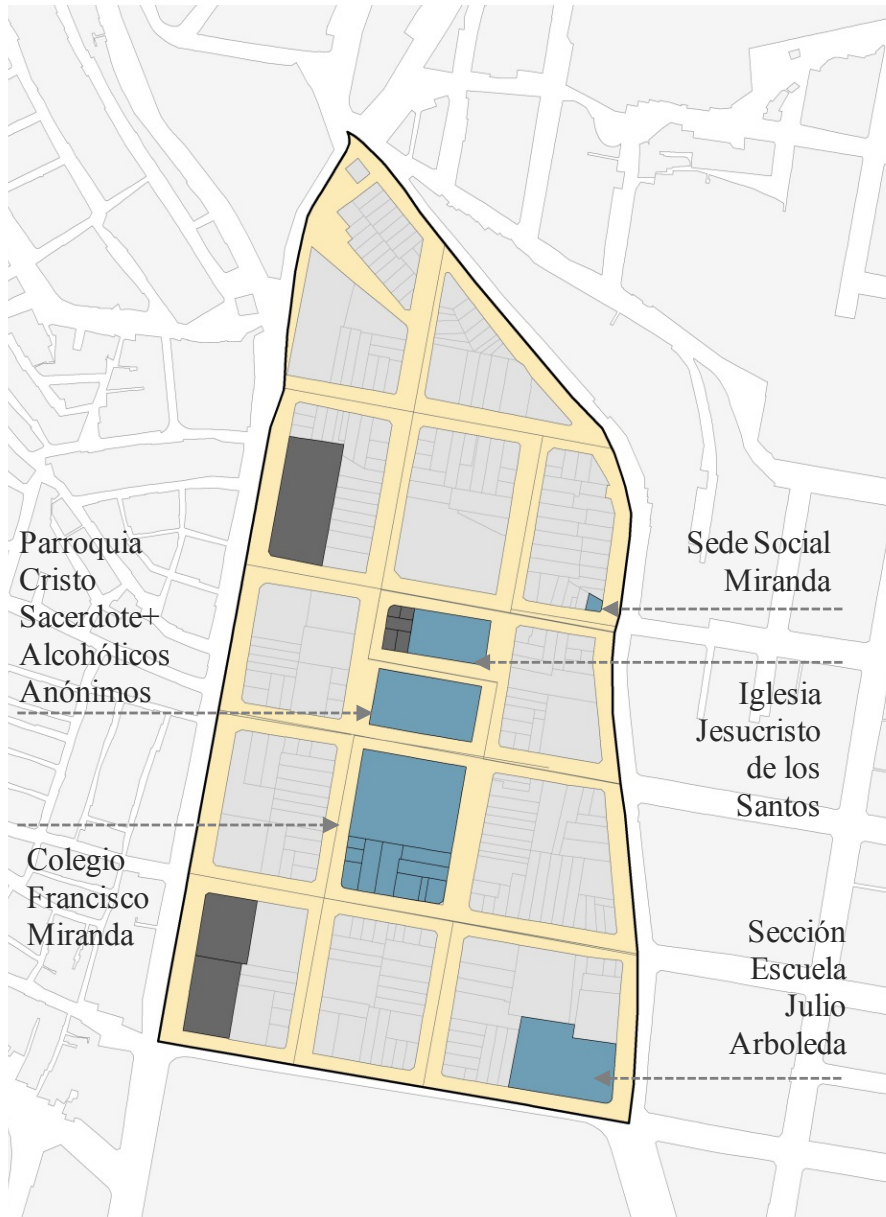 Parroquia
Cristo
Sacerdote+
Alcohólicos
Anónimos
Colegio
Francisco
Miranda
Sede Social
Miranda
Iglesia
Jesucristo
de los
Santos
Sección
Escuela
Julio
Arboleda